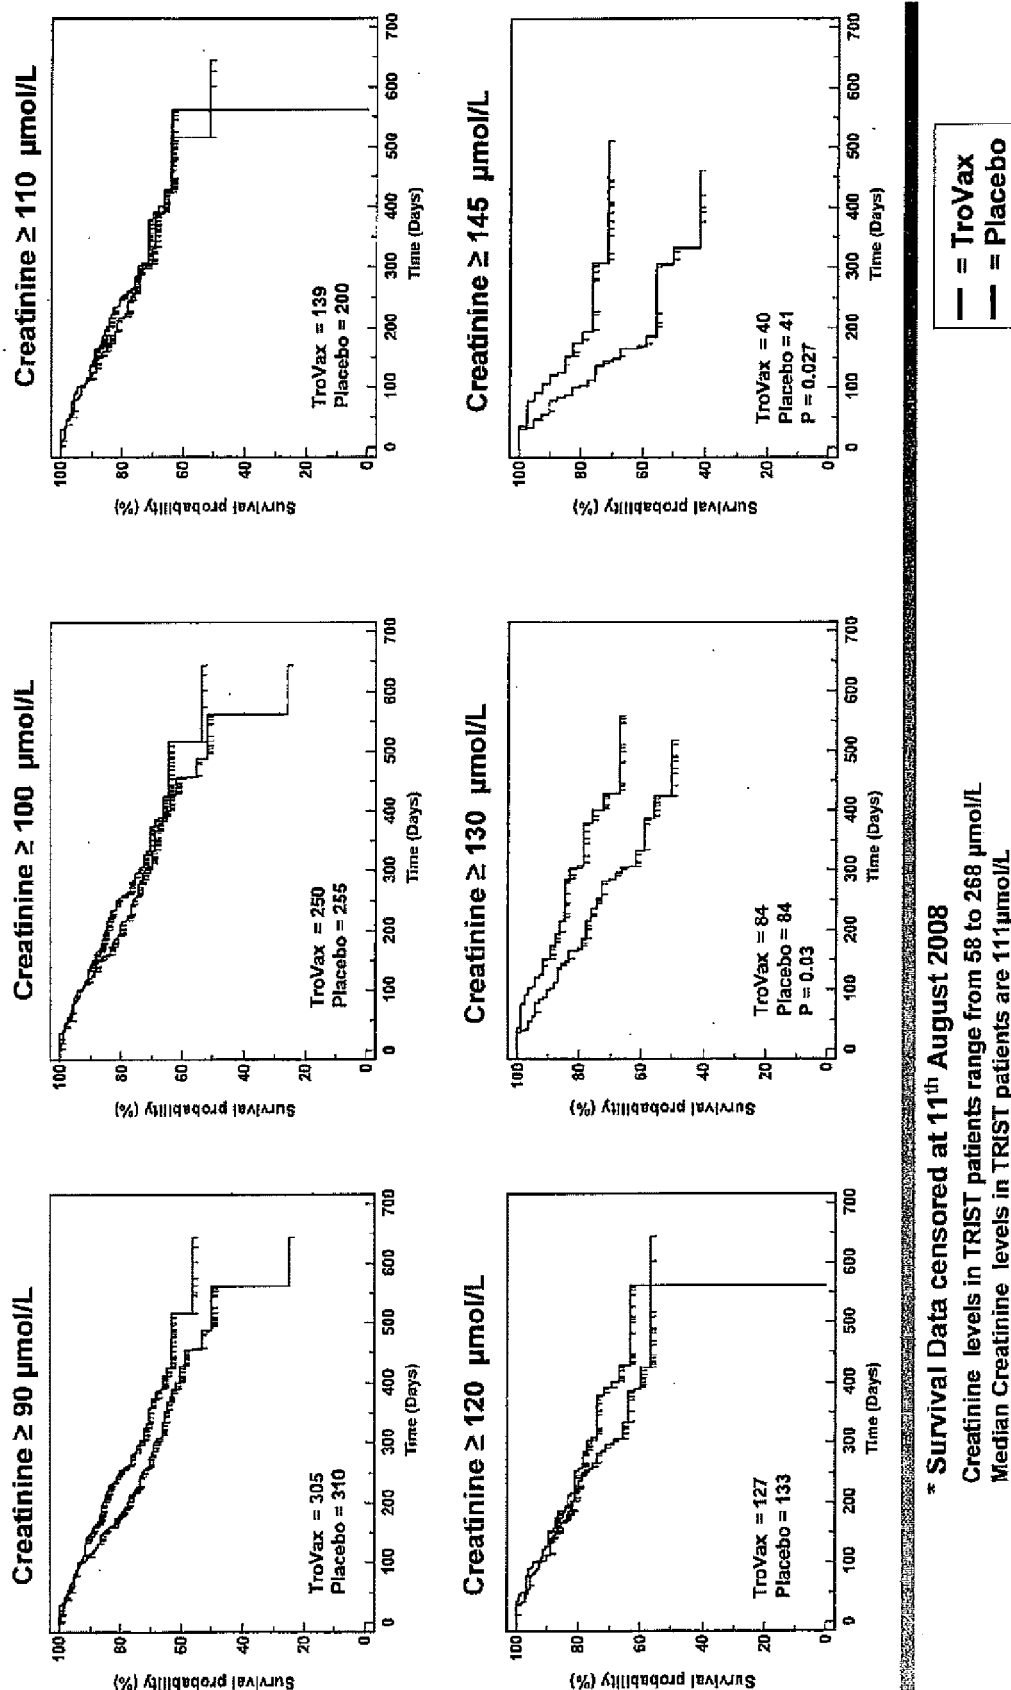 Creatinine ≥ 90 µmol/L
Survival probability (%)
100
80
60
40
20
0
TroVax = 305
Placebo = 310
0 100 200 300 400 500 600 700
Time (Days)
Creatinine ≥ 100 µmol/L
Survival probability (%)
100
80
60
40
20
0
TroVax = 250
Placebo = 255
0 100 200 300 400 500 600 700
Time (Days)
Creatinine ≥ 110 µmol/L
Survival probability (%)
100
80
60
40
20
0
TroVax = 139
Placebo = 200
0 100 200 300 400 500 600 700
Time (Days)
Creatinine ≥ 120 µmol/L
Survival probability (%)
100
80
60
40
20
0
TroVax = 127
Placebo = 133
0 100 200 300 400 500 600 700
Time (Days)
Creatinine ≥ 130 µmol/L
Survival probability (%)
100
80
60
40
20
0
TroVax = 84
Placebo = 84
P = 0.03
0 100 200 300 400 500 600 700
Time (Days)
Creatinine ≥ 145 µmol/L
Survival probability (%)
100
80
60
40
20
0
TroVax = 40
Placebo = 41
P = 0.027
0 100 200 300 400 500 600 700
Time (Days)
* Survival Data censored at 11th August 2008
Creatinine levels in TRIST patients range from 58 to 268 µmol/L
Median Creatinine levels in TRIST patients are 111µmol/L
= TroVax
= Placebo